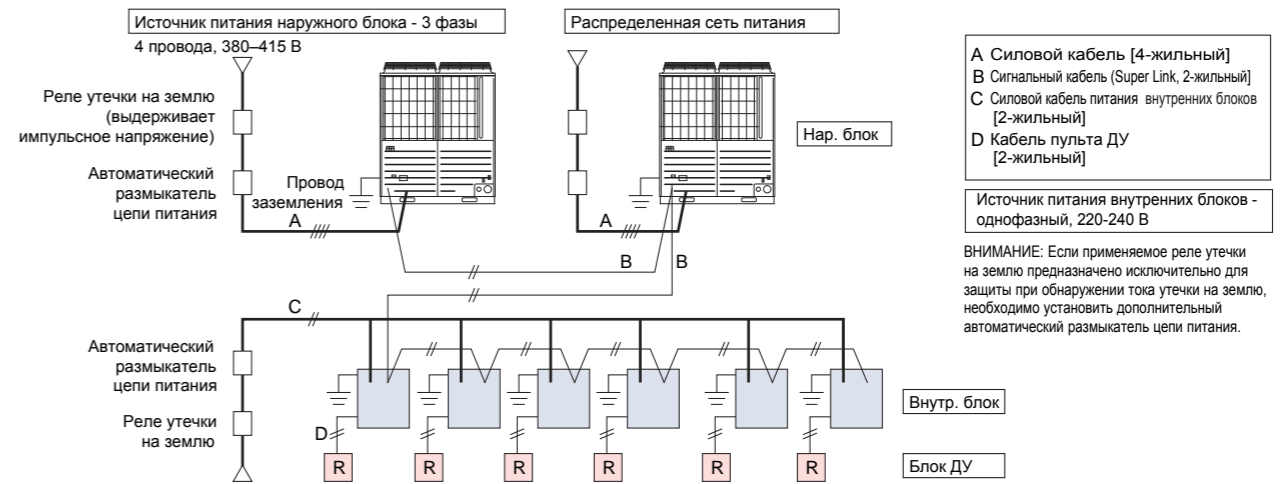 Источник питания наружного блока - 3 фазы
4 провода, 380–415 В
Распределенная сеть питания
Реле утечки на землю
(выдерживает
импульсное напряжение)
Автоматический
размыкатель
цепи питания
Провод
заземления
A
A
Нар. блок
B
B
A Силовой кабель [4-жильный]
B Сигнальный кабель (Super Link, 2-жильный]
C Силовой кабель питания внутренних блоков
[2-жильный]
D Кабель пульта ДУ
[2-жильный]
Источник питания внутренних блоков -
однофазный, 220-240 В
ВНИМАНИЕ: Если применяемое реле утечки
на землю предназначено исключительно для
защиты при обнаружении тока утечки на землю,
необходимо установить дополнительный
автоматический размыкатель цепи питания.
C
Автоматический
размыкатель
цепи питания
Реле утечки
на землю
D
Внутр. блок
R R R R R R
Блок ДУ